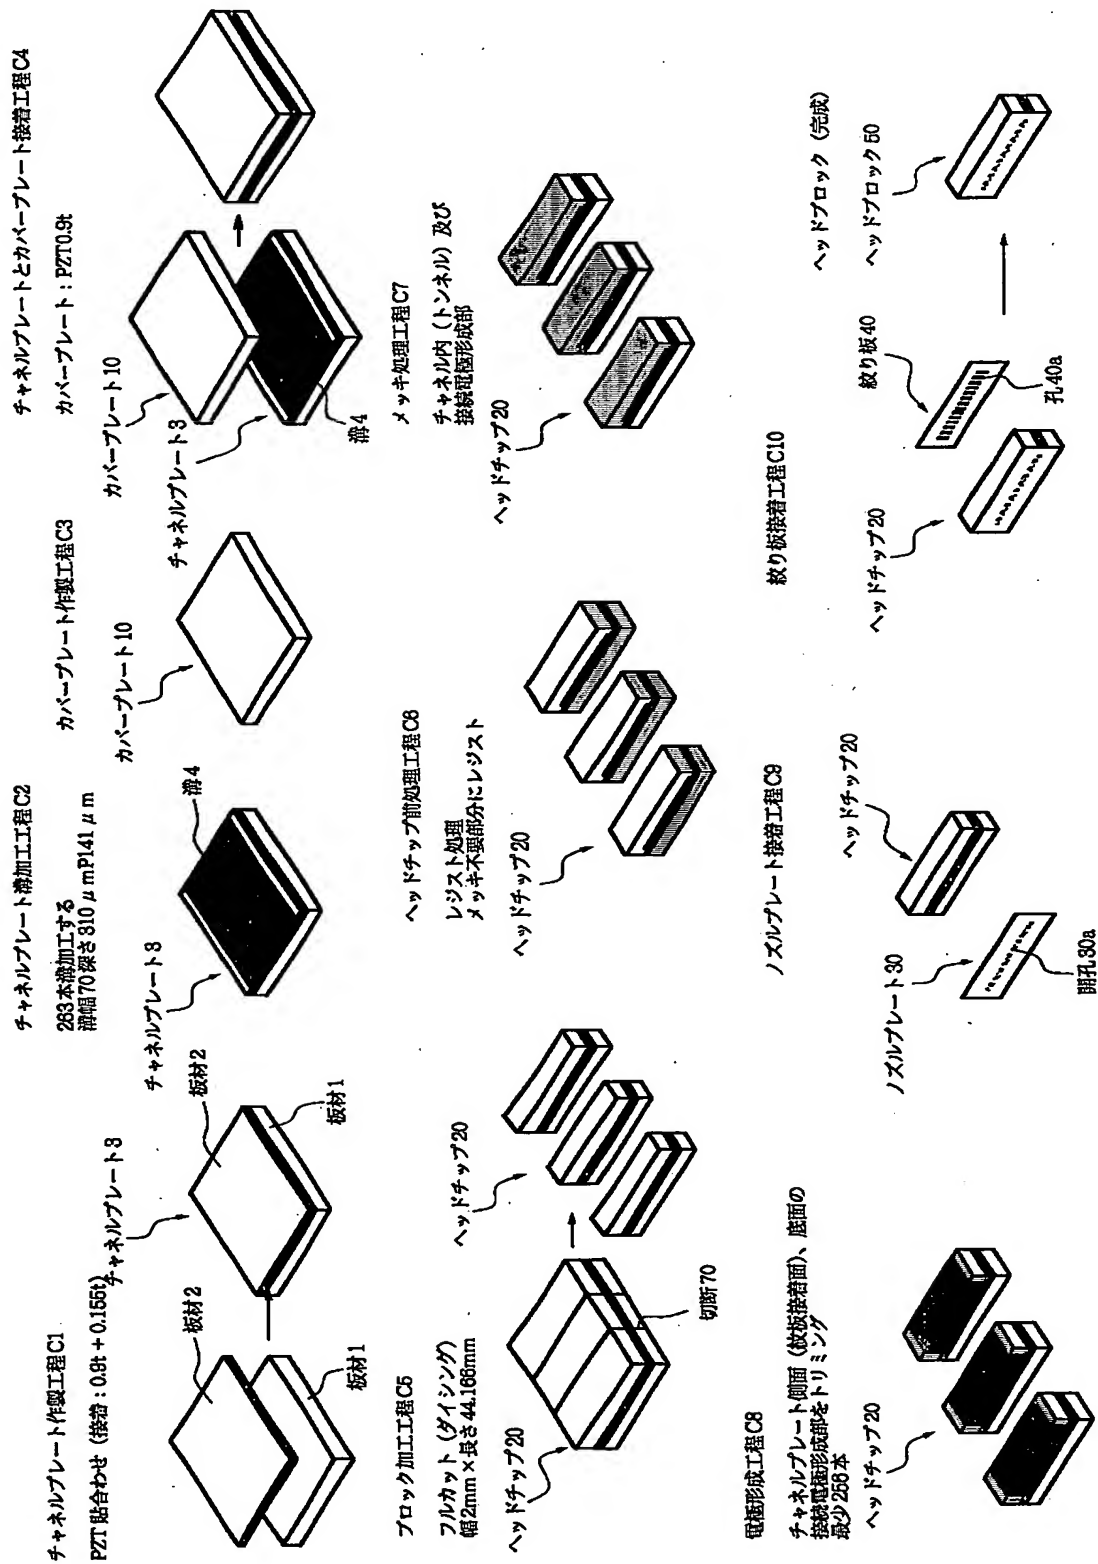 チャネルプレート作製工程C1
PZT貼合わせ（接着：0.8t＋0.155t）
チャネルプレート3
板材2
板材2
板材1
板材1
チャネルプレート溝加工工程C2
263本溝加工する
溝幅70深さ310μmP141μm
チャネルプレート3
溝4
カバープレート作製工程C3
カバープレート10
チャネルプレートとカバープレート接着工程C4
カバープレート：PZT0.9t
カバープレート10
チャネルプレート3
溝4
ブロック加工工程C5
フルカット（ダイシング）
幅2mm×長さ44.166mm
ヘッドチップ20
ヘッドチップ20
切断70
ヘッドチップ前処理工程C6
レジスト処理
メッキ不要部分にレジスト
ヘッドチップ20
メッキ処理工程C7
チャネル内（トンネル）及び
接続電極形成部
ヘッドチップ20
電極形成工程C8
チャネルプレート側面（絞板接着面）、底面の
接続電極形成部をトリミング
最少256本
ヘッドチップ20
ノズルプレート接着工程C9
ヘッドチップ20
ノズルプレート30
開孔30a
絞り板接着工程C10
ヘッドチップ20
絞り板40
孔40a
ヘッドブロック（完成）
ヘッドブロック50